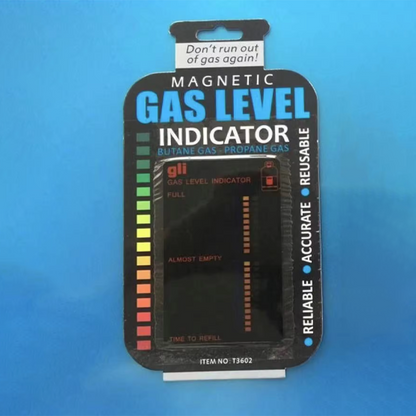 Don't run out
of gas again!
MAGNETIC
GAS LEVEL
INDICATOR
BUTANE GAS - PROPANE GAS
gli
GAS LEVEL INDICATOR
FULL
ALMOST EMPTY
TIME TO REFILL
RELIABLE ● ACCURATE ● REUSABLE
ITEM NO: T3602